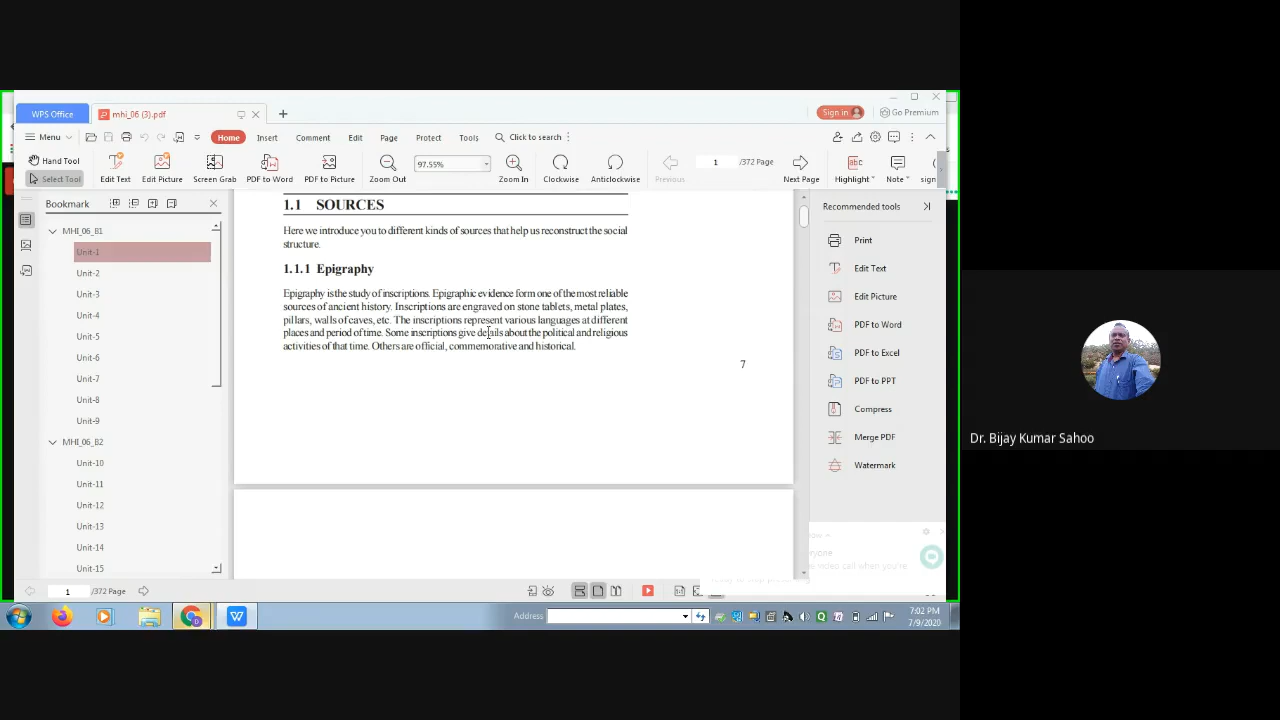 WPS Office
mhi_06 (3).pdf
Sign in
Go Premium
Menu
Home
Insert
Comment
Edit
Page
Protect
Tools
Click to search
Hand Tool
Select Tool
Edit Text
Edit Picture
Screen Grab
PDF to Word
PDF to Picture
Zoom Out
97.55%
Zoom In
Clockwise
Anticlockwise
Previous
1
/372 Page
Next Page
Highlight
Note
sign
Bookmark
MHI_06_B1
Unit-1
Unit-2
Unit-3
Unit-4
Unit-5
Unit-6
Unit-7
Unit-8
Unit-9
MHI_06_B2
Unit-10
Unit-11
Unit-12
Unit-13
Unit-14
Unit-15
1.1 SOURCES
Here we introduce you to different kinds of sources that help us reconstruct the social
structure.
1.1.1 Epigraphy
Epigraphy is the study of inscriptions. Epigraphic evidence form one of the most reliable
sources of ancient history. Inscriptions are engraved on stone tablets, metal plates,
pillars, walls of caves, etc. The inscriptions represent various languages at different
places and period of time. Some inscriptions give details about the political and religious
activities of that time. Others are official, commemorative and historical.
7
Recommended tools
Print
Edit Text
Edit Picture
PDF to Word
PDF to Excel
PDF to PPT
Compress
Merge PDF
Watermark
video call when you're
1
/372 Page
Address
7:02 PM
7/9/2020
Dr. Bijay Kumar Sahoo